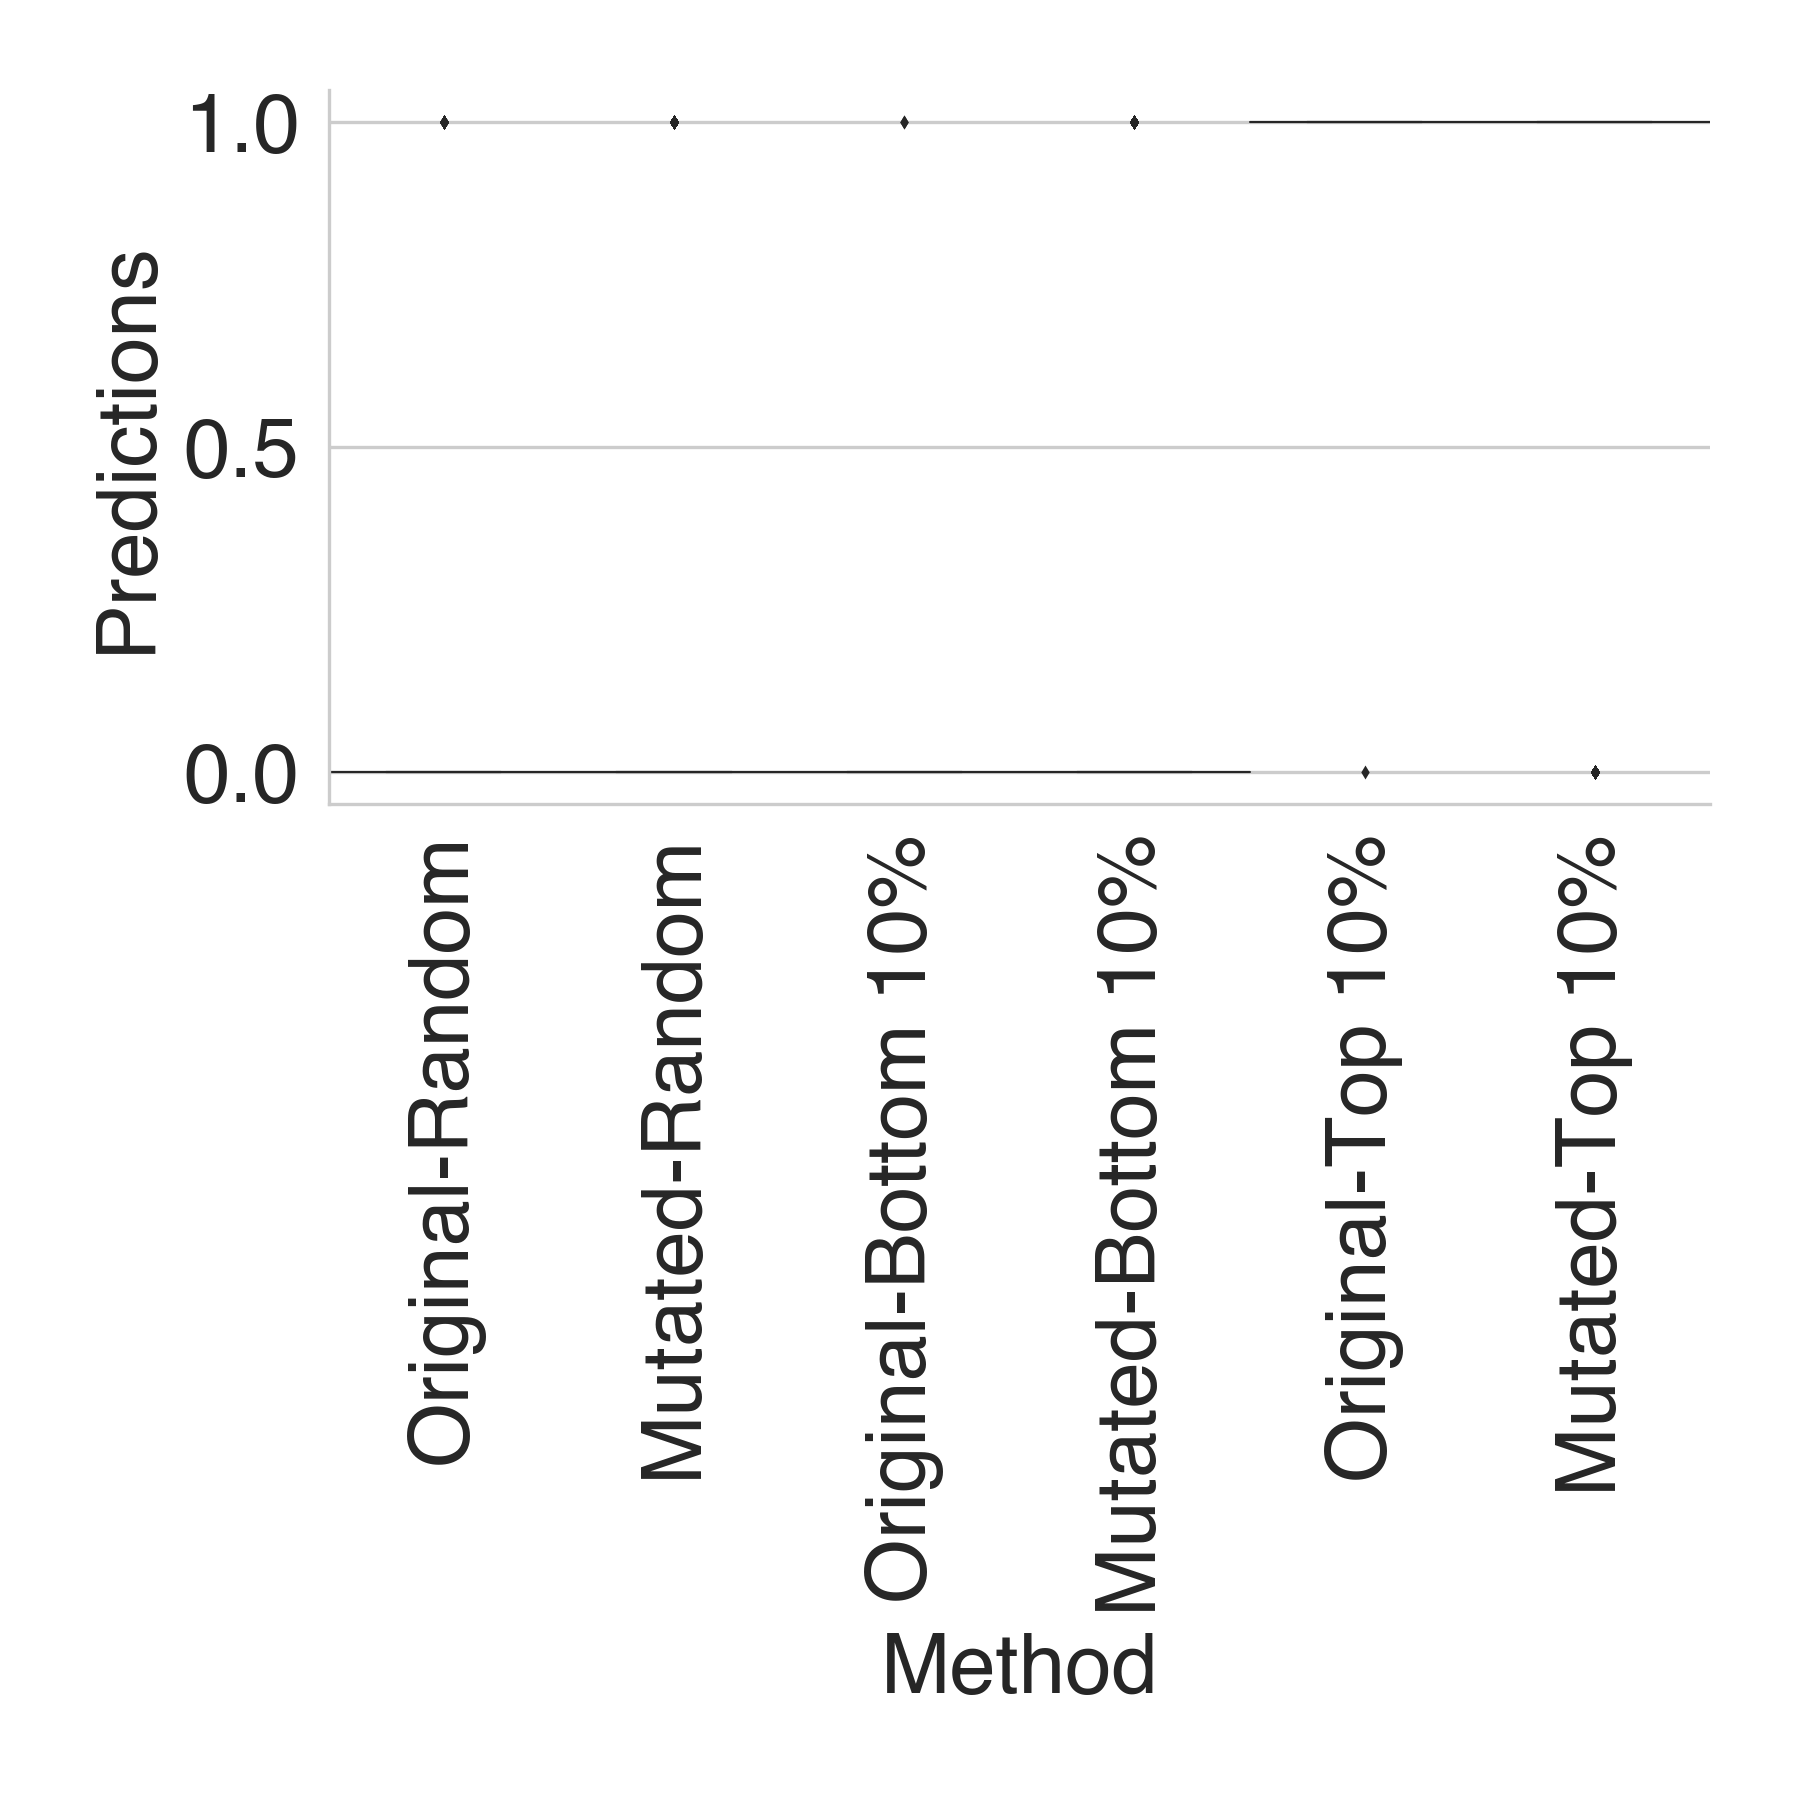 Predictions
1.0
0.5
0.0
Original-Random
Mutated-Random
Original-Bottom 10%
Mutated-Bottom 10%
Original-Top 10%
Mutated-Top 10%
Method